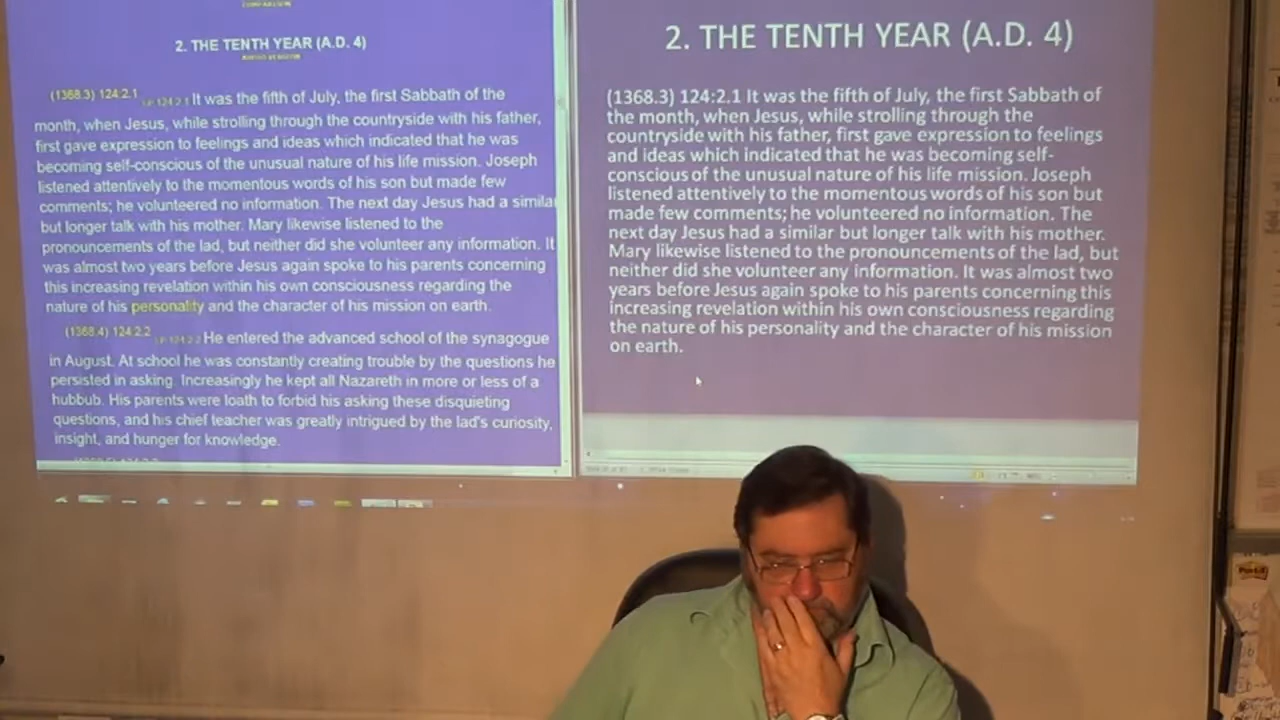 COMPARISON
2. THE TENTH YEAR (A.D. 4)
(1368.3) 124:2.1 It was the fifth of July, the first Sabbath of the
month, when Jesus, while strolling through the countryside with his father,
first gave expression to feelings and ideas which indicated that he was
becoming self-conscious of the unusual nature of his life mission. Joseph
listened attentively to the momentous words of his son but made few
comments; he volunteered no information. The next day Jesus had a similar
but longer talk with his mother. Mary likewise listened to the
pronouncements of the lad, but neither did she volunteer any information. It
was almost two years before Jesus again spoke to his parents concerning
this increasing revelation within his own consciousness regarding the
nature of his personality and the character of his mission on earth.
(1368.4) 124:2.2 He entered the advanced school of the synagogue
in August. At school he was constantly creating trouble by the questions he
persisted in asking. Increasingly he kept all Nazareth in more or less of a
hubbub. His parents were loath to forbid his asking these disquieting
questions, and his chief teacher was greatly intrigued by the lad's curiosity,
insight, and hunger for knowledge.
2. THE TENTH YEAR (A.D. 4)
(1368.3) 124:2.1 It was the fifth of July, the first Sabbath of
the month, when Jesus, while strolling through the
countryside with his father, first gave expression to feelings
and ideas which indicated that he was becoming self-
conscious of the unusual nature of his life mission. Joseph
listened attentively to the momentous words of his son but
made few comments; he volunteered no information. The
next day Jesus had a similar but longer talk with his mother.
Mary likewise listened to the pronouncements of the lad, but
neither did she volunteer any information. It was almost two
years before Jesus again spoke to his parents concerning this
increasing revelation within his own consciousness regarding
the nature of his personality and the character of his mission
on earth.
Post-it